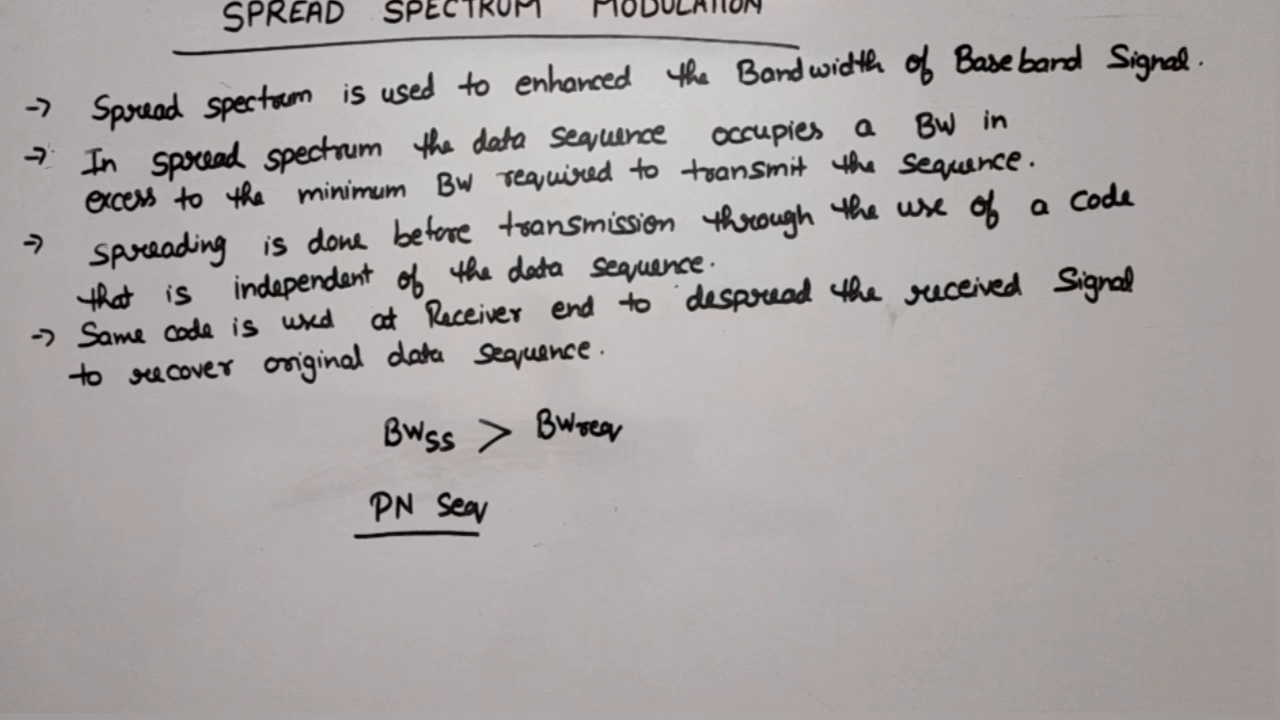 SPREAD SPECTRUM MODULATION
-> Spread spectrum is used to enhanced the Bandwidth of Baseband Signal.
-> In spread spectrum the data sequence occupies a BW in
excess to the minimum BW required to transmit the sequence.
-> spreading is done before transmission through the use of a code
that is independent of the data sequence.
-> Same code is used at Receiver end to despread the received Signal
to recover original data sequence.
BWss > BWreq
PN Seq